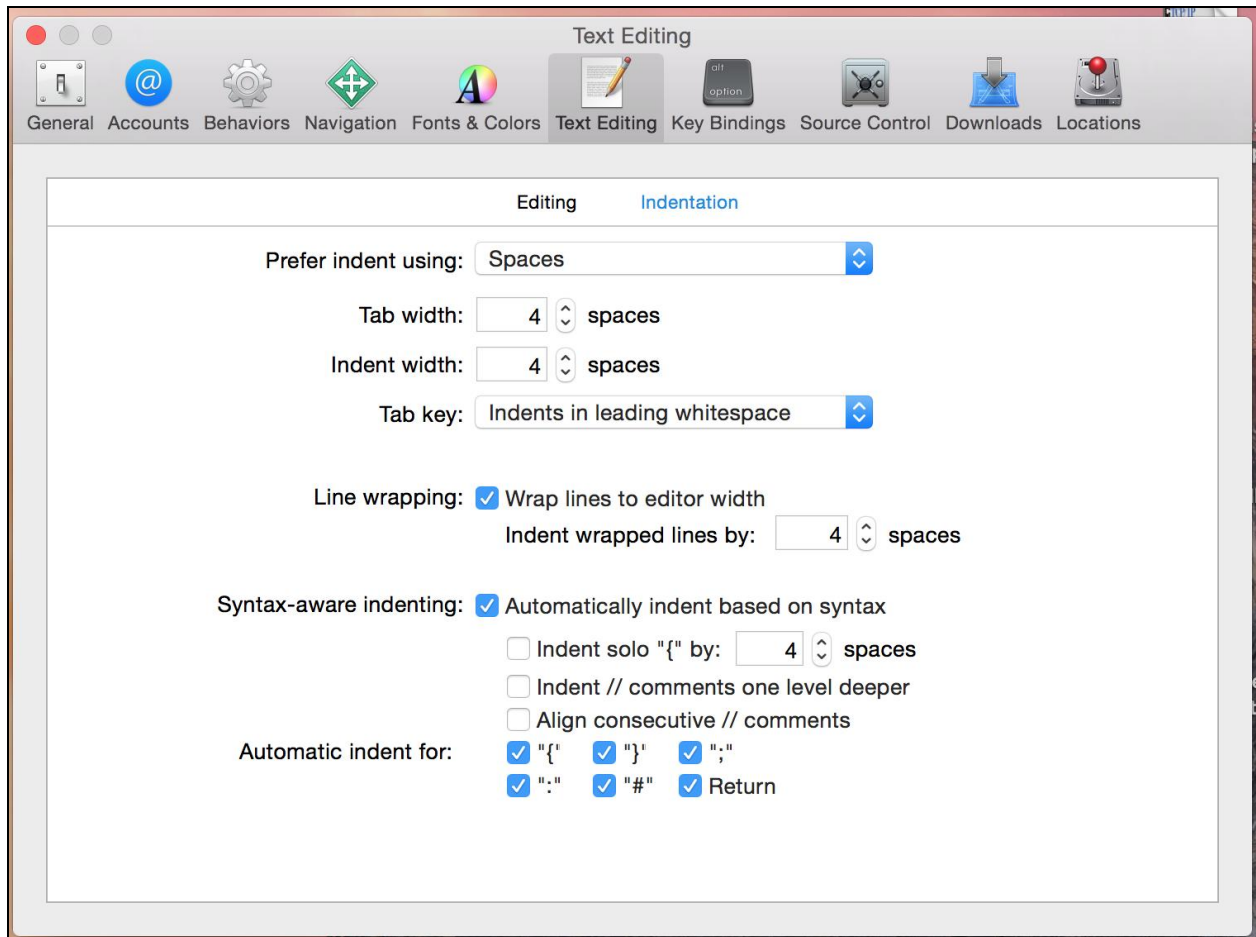 Text Editing
alt
option
General Accounts Behaviors Navigation Fonts & Colors Text Editing Key Bindings Source Control Downloads Locations
Editing Indentation
Prefer indent using: Spaces
Tab width: 4 spaces
Indent width: 4 spaces
Tab key: Indents in leading whitespace
Line wrapping: Wrap lines to editor width
Indent wrapped lines by: 4 spaces
Syntax-aware indenting: Automatically indent based on syntax
Indent solo "{" by: 4 spaces
Indent // comments one level deeper
Align consecutive // comments
Automatic indent for: "{" "}" ";"
":" "#" Return